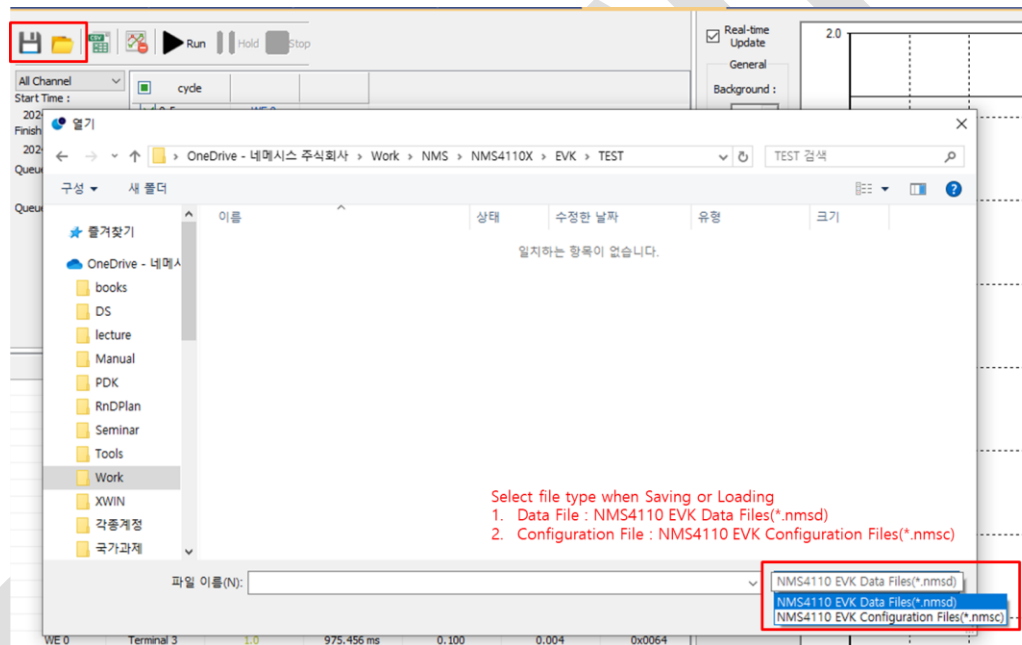 Run Hold Stop
Real-time
Update
General
Background :
2.0
All Channel
cycle
Start Time :
202
Finish
202
Queu
Queu
열기
OneDrive - 네메시스 주식회사 > Work > NMS > NMS4110X > EVK > TEST
TEST 검색
구성 새 폴더
이름 상태 수정한 날짜 유형 크기
일치하는 항목이 없습니다.
즐겨찾기
OneDrive - 네메
books
DS
lecture
Manual
PDK
RnDPlan
Seminar
Tools
Work
XWIN
각종계정
국가과제
Select file type when Saving or Loading
1. Data File : NMS4110 EVK Data Files(*.nmsd)
2. Configuration File : NMS4110 EVK Configuration Files(*.nmsc)
파일 이름(N):
NMS4110 EVK Data Files(*.nmsd)
NMS4110 EVK Data Files(*.nmsd)
NMS4110 EVK Configuration Files(*.nmsc)
WE 0 Terminal 3 1.0 975.456 ms 0.100 0.004 0x0064